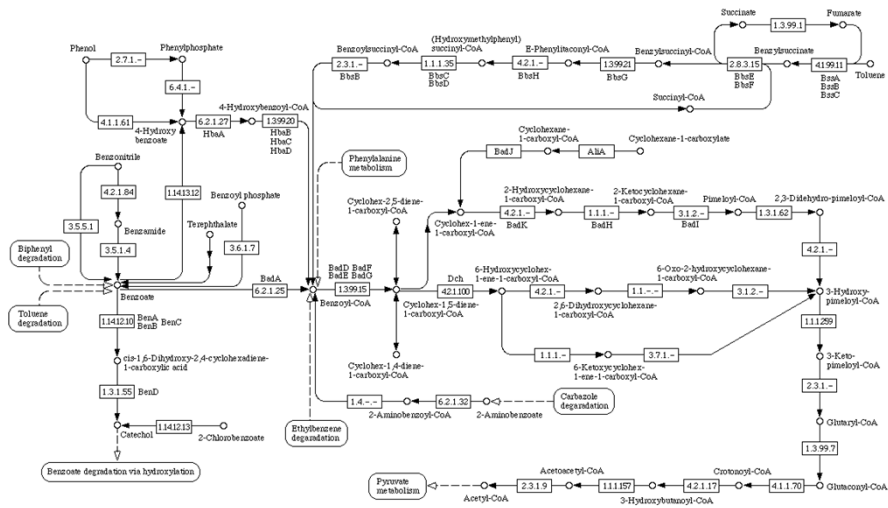 Succinate
Fumarate
1.3.99.1
Phenol
2.7.1.–
Phenylphosphate
6.4.1.–
Benzoylsuccinyl-CoA
(Hydroxymethylphenyl)
succinyl-CoA
E-Phenylitaconyl-CoA
Benzylsuccinyl-CoA
Benzylsuccinate
2.3.1.–
BbsB
1.1.1.35
BbsC
BbsD
4.2.1.–
BbsH
1.3.99.21
BbsG
2.8.3.15
BbsE
BbsF
4.1.99.11
BssA
BssB
BssC
Toluene
Succinyl-CoA
4.1.1.61
4-Hydroxy
benzoate
6.2.1.27
HbaA
4-Hydroxybenzoyl-CoA
1.3.99.20
HbaB
HbaC
HbaD
Benzonitrile
4.2.1.84
3.5.5.1
Benzamide
3.5.1.4
1.14.13.12
Benzoyl phosphate
Terephthalate
3.6.1.7
Phenylalanine
metabolism
Cyclohexane-
1-carboxyl-CoA
Cyclohexane-1-carboxylate
BadJ
AliA
Cyclohex-2,5-diene-
1-carboxyl-CoA
Cyclohex-1-ene-
1-carboxyl-CoA
2-Hydroxycyclohexane-
1-carboxyl-CoA
2-Ketocyclohexane-
1-carboxyl-CoA
Pimeloyl-CoA
2,3-Didehydro-pimeloyl-CoA
4.2.1.–
BadK
1.1.1.–
BadH
3.1.2.–
BadI
1.3.1.62
4.2.1.–
Biphenyl
degradation
Toluene
degradation
Benzoate
BadA
6.2.1.25
Benzoyl-CoA
BadD BadF
BadE BadG
1.3.99.15
Cyclohex-1,5-diene-
1-carboxyl-CoA
Dch
4.2.1.100
6-Hydroxycyclohex-
1-ene-1-carboxyl-CoA
4.2.1.–
2,6-Dihydroxycyclohexane-
1-carboxyl-CoA
1.1.–.–
6-Oxo-2-hydroxycyclohexane-
1-carboxyl-CoA
3.1.2.–
3-Hydroxy-
pimeloyl-CoA
1.1.1.–
6-Ketocyclohex-
1-ene-1-carboxyl-CoA
3.7.1.–
1.1.1.259
3-Keto-
pimeloyl-CoA
2.3.1.–
Glutaryl-CoA
1.3.99.7
Glutaconyl-CoA
Cyclohex-1,4-diene-
1-carboxyl-CoA
1.14.12.10
BenA
BenB BenC
cis-1,6-Dihydroxy-2,4-cyclohexadiene-
1-carboxylic acid
1.3.1.55
BenD
Catechol
1.14.12.13
2-Chlorobenzoate
Benzoate degradation via hydroxylation
Ethylbenzene
degradation
1.4.–.–
2-Aminobenzoyl-CoA
6.2.1.32
2-Aminobenzoate
Carbazole
degradation
Pyruvate
metabolism
Acetyl-CoA
2.3.1.9
Acetoacetyl-CoA
1.1.1.157
3-Hydroxybutanoyl-CoA
4.2.1.17
Crotonoyl-CoA
4.1.1.70